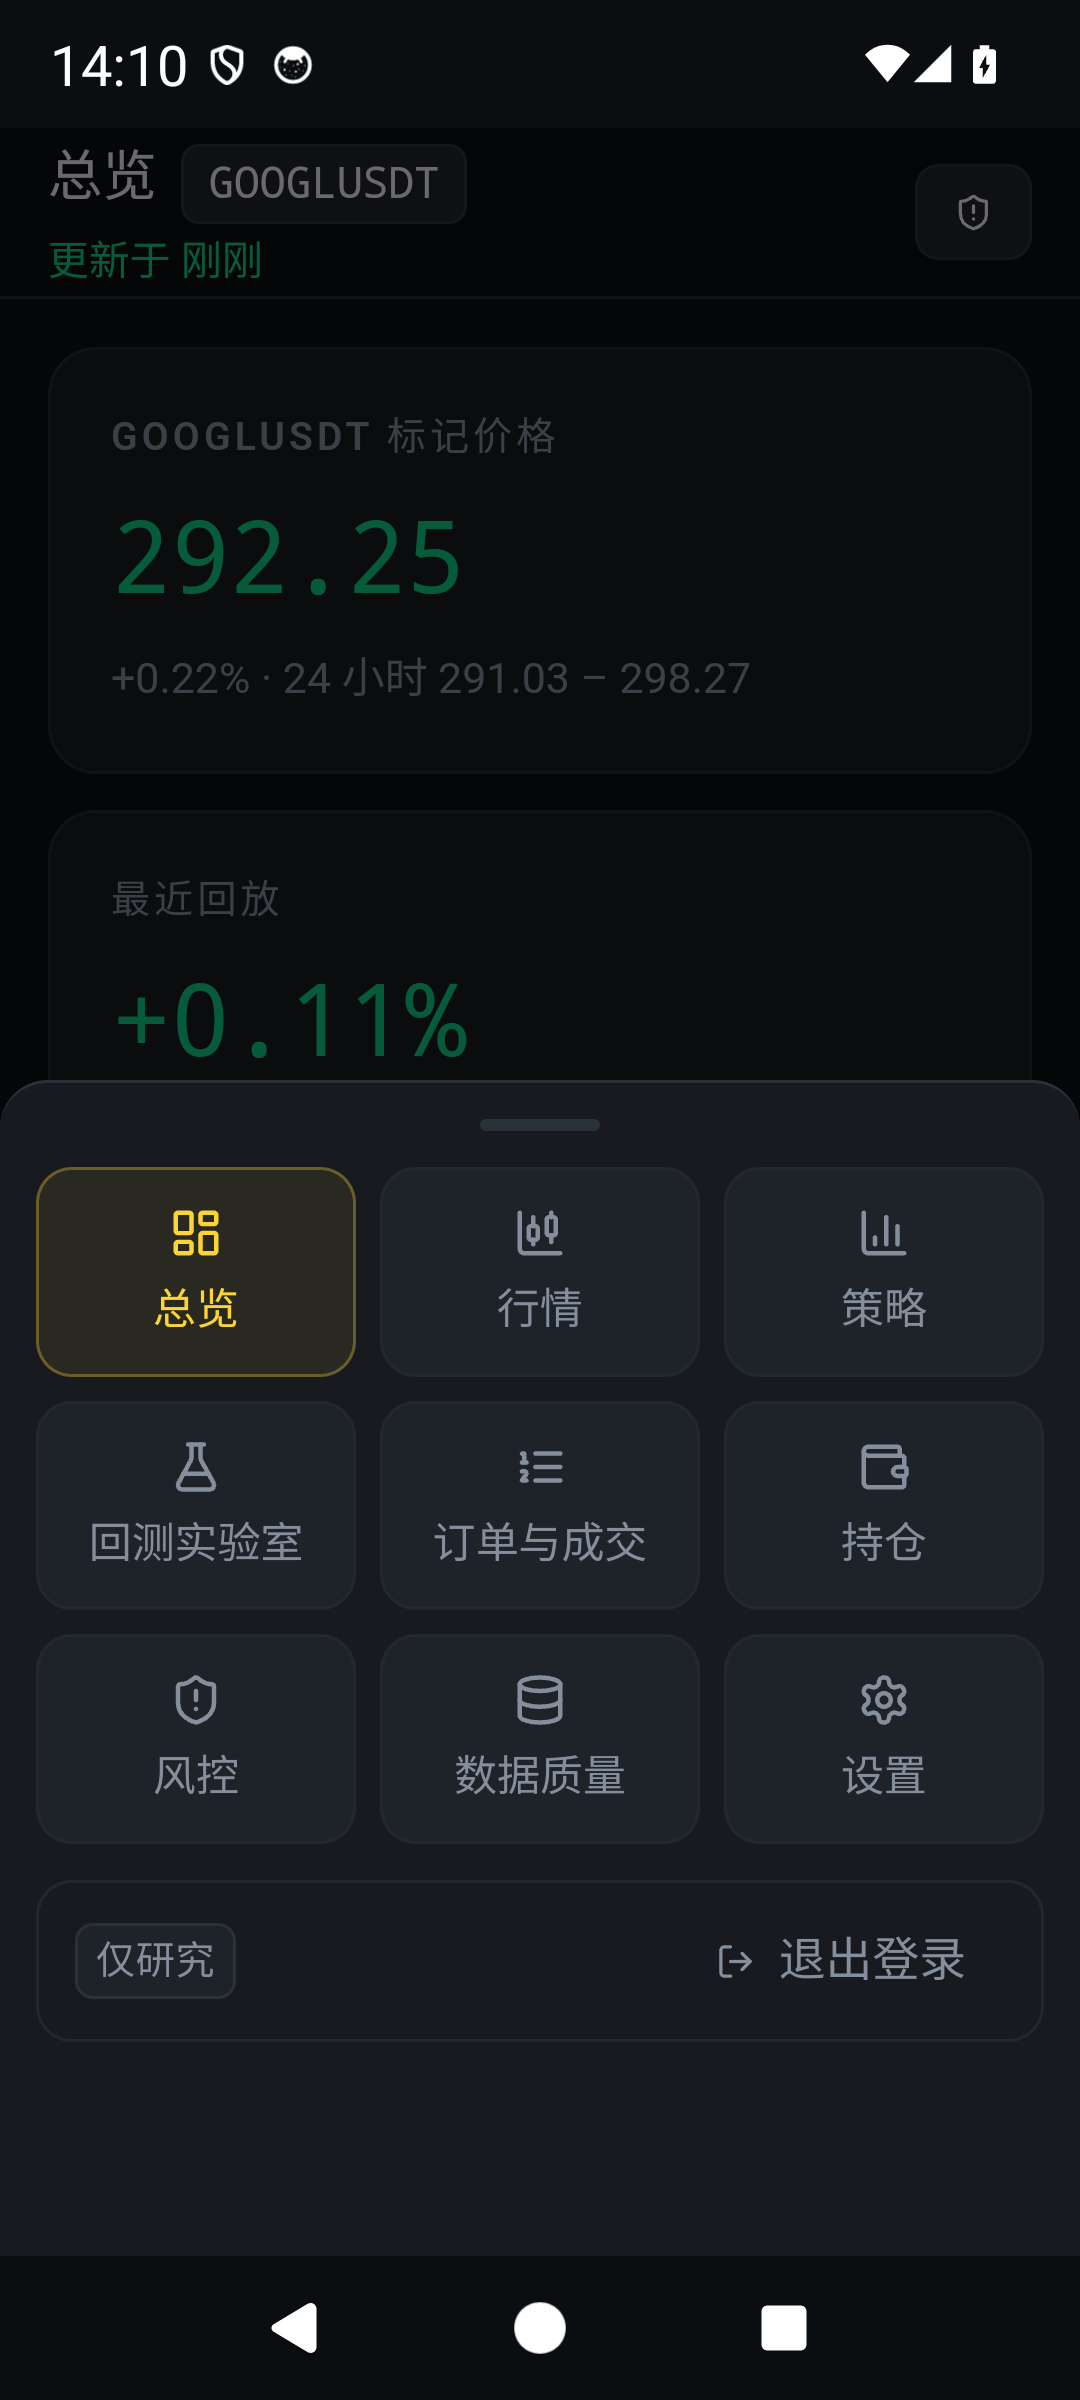 14:10
总览 GOOGLUSDT
更新于 刚刚
GOOGLUSDT 标记价格
292.25
+0.22% · 24 小时 291.03 – 298.27
最近回放
+0.11%
总览 行情 策略
回测实验室 订单与成交 持仓
风控 数据质量 设置
仅研究 退出登录